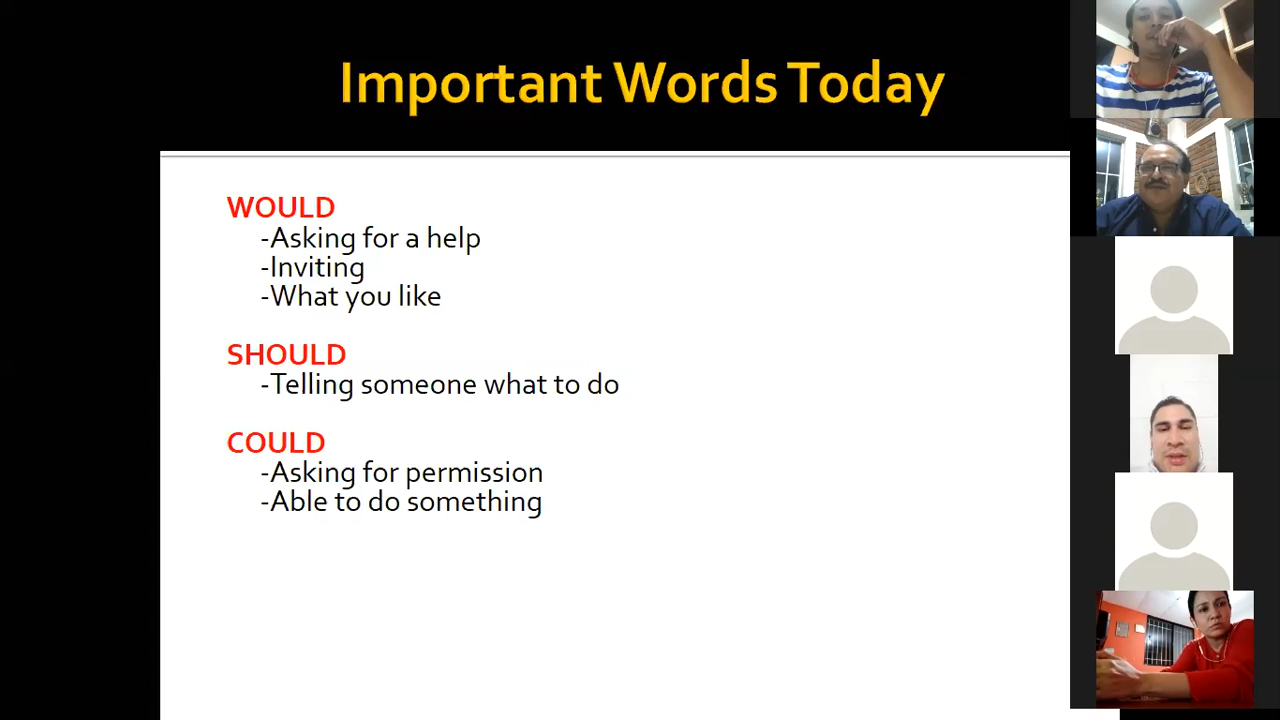 Important Words Today
WOULD
-Asking for a help
-Inviting
-What you like
SHOULD
-Telling someone what to do
COULD
-Asking for permission
-Able to do something